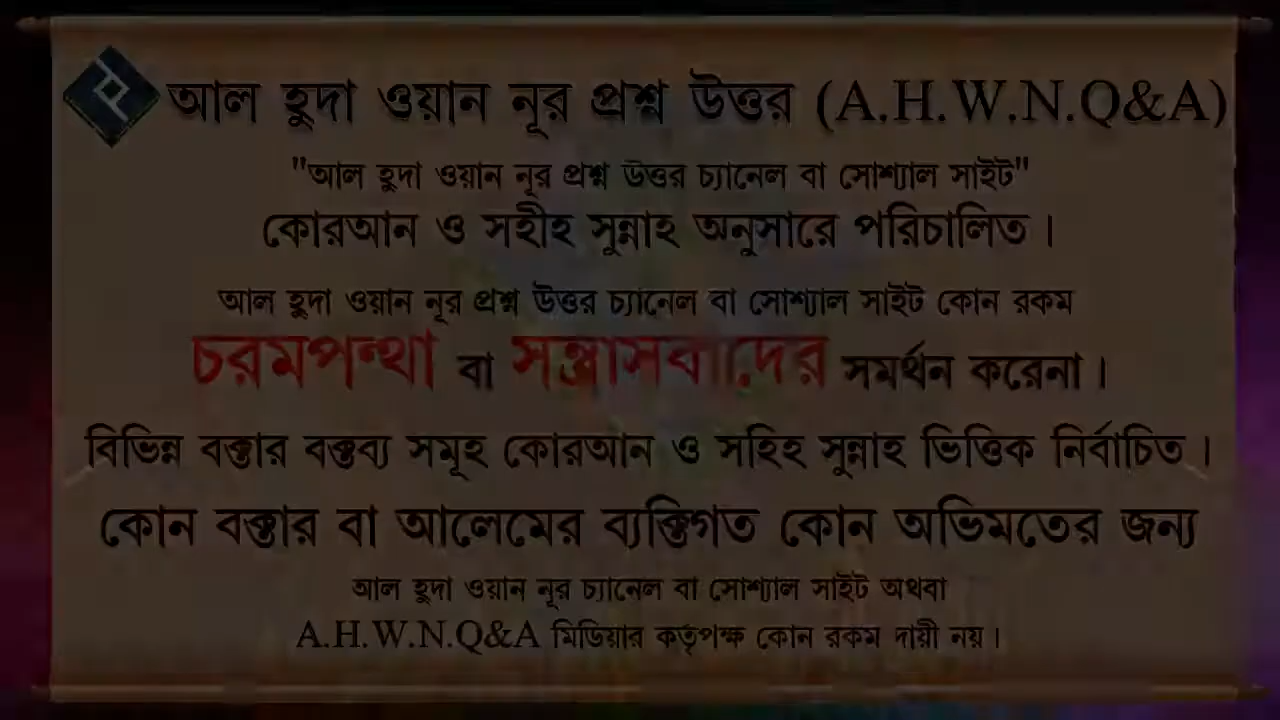 আল হুদা ওয়ান নূর প্রশ্ন উত্তর (A.H.W.N.Q&A)
"আল হুদা ওয়ান নূর প্রশ্ন উত্তর চ্যানেল বা সোশ্যাল সাইট"
কোরআন ও সহীহ সুন্নাহ অনুসারে পরিচালিত।
আল হুদা ওয়ান নূর প্রশ্ন উত্তর চ্যানেল বা সোশ্যাল সাইট কোন রকম
চরমপন্থা বা সন্ত্রাসবাদের সমর্থন করেনা।
বিভিন্ন বক্তার বক্তব্য সমূহ কোরআন ও সহিহ সুন্নাহ ভিত্তিক নির্বাচিত।
কোন বক্তার বা আলেমের ব্যক্তিগত কোন অভিমতের জন্য
আল হুদা ওয়ান নূর চ্যানেল বা সোশ্যাল সাইট অথবা
A.H.W.N.Q&A মিডিয়ার কর্তৃপক্ষ কোন রকম দায়ী নয়।